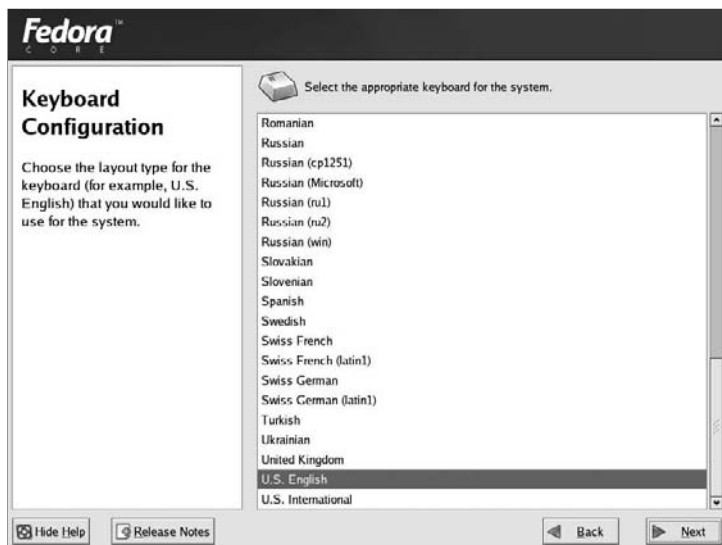 Fedora™
CORE
Keyboard
Configuration
Choose the layout type for the
keyboard (for example, U.S.
English) that you would like to
use for the system.
Select the appropriate keyboard for the system.
Romanian
Russian
Russian (cp1251)
Russian (Microsoft)
Russian (ru1)
Russian (ru2)
Russian (win)
Slovakian
Slovenian
Spanish
Swedish
Swiss French
Swiss French (latin1)
Swiss German
Swiss German (latin1)
Turkish
Ukrainian
United Kingdom
U.S. English
U.S. International
Hide Help
Release Notes
Back
Next